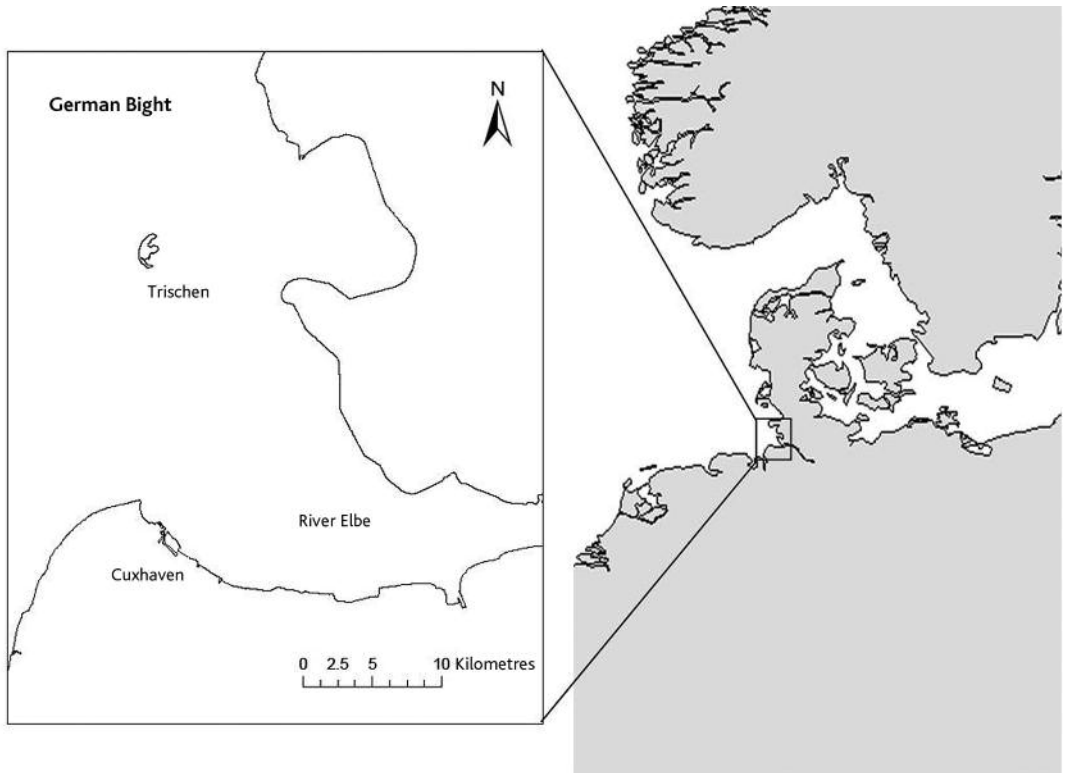 German Bight
N
Trischen
River Elbe
Cuxhaven
0 2.5 5 10 Kilometres